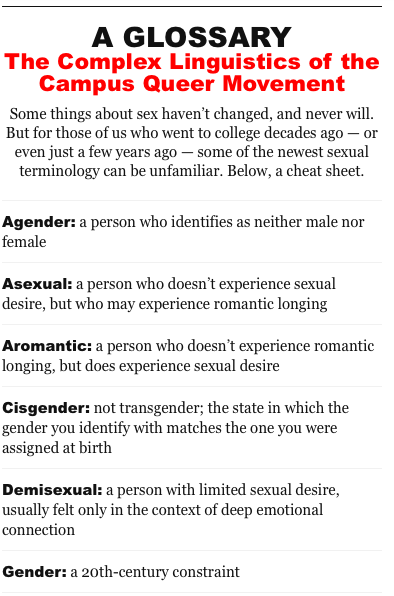 A GLOSSARY
The Complex Linguistics of the
Campus Queer Movement
Some things about sex haven’t changed, and never will.
But for those of us who went to college decades ago — or
even just a few years ago — some of the newest sexual
terminology can be unfamiliar. Below, a cheat sheet.
Agender: a person who identifies as neither male nor
female
Asexual: a person who doesn’t experience sexual
desire, but who may experience romantic longing
Aromantic: a person who doesn’t experience romantic
longing, but does experience sexual desire
Cisgender: not transgender; the state in which the
gender you identify with matches the one you were
assigned at birth
Demisexual: a person with limited sexual desire,
usually felt only in the context of deep emotional
connection
Gender: a 20th-century constraint